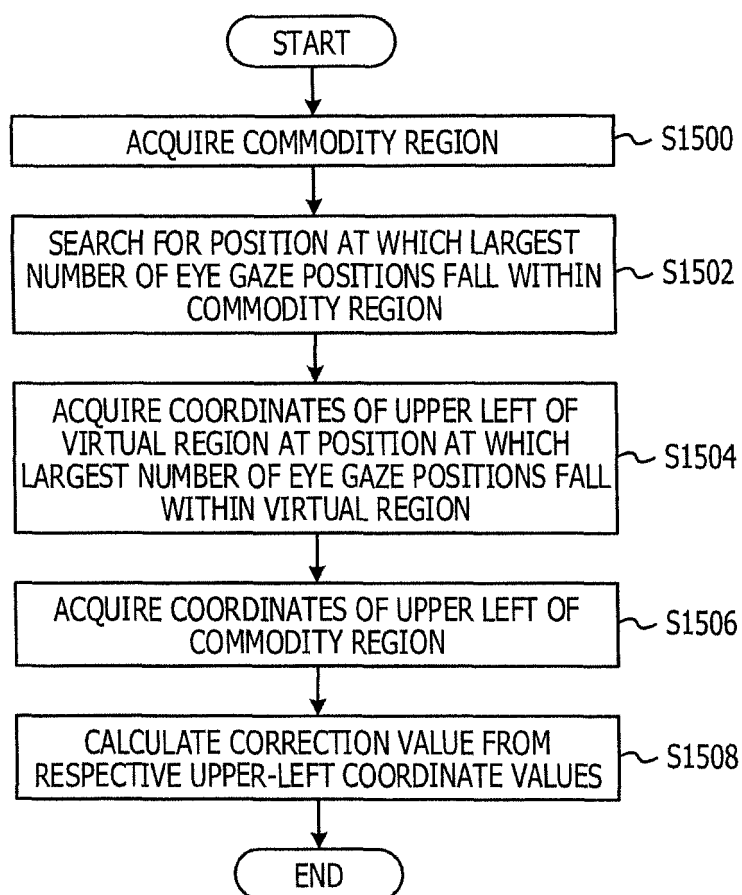 START
ACQUIRE COMMODITY REGION
S1500
SEARCH FOR POSITION AT WHICH LARGEST
NUMBER OF EYE GAZE POSITIONS FALL WITHIN
COMMODITY REGION
S1502
ACQUIRE COORDINATES OF UPPER LEFT OF
VIRTUAL REGION AT POSITION AT WHICH
LARGEST NUMBER OF EYE GAZE POSITIONS FALL
WITHIN VIRTUAL REGION
S1504
ACQUIRE COORDINATES OF UPPER LEFT OF
COMMODITY REGION
S1506
CALCULATE CORRECTION VALUE FROM
RESPECTIVE UPPER-LEFT COORDINATE VALUES
S1508
END